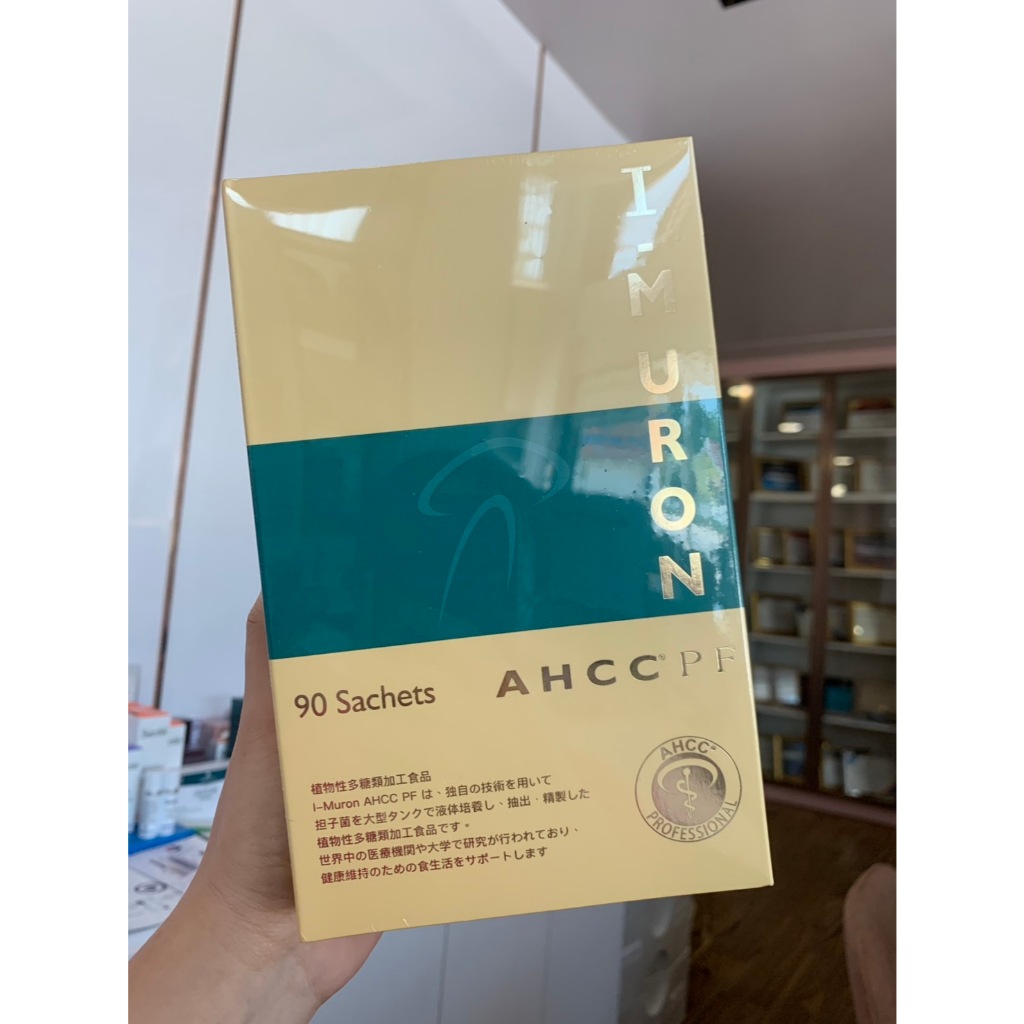 I-MURON
90 Sachets
AHCC® PF
植物性多糖類加工食品
i-Muron AHCC PF は、独自の技術を用いて
担子菌を大型タンクで液体培養し、抽出・精製した
植物性多糖類加工食品です。
世界中の医療機関や大学で研究が行われており、
健康維持のための食生活をサポートします
AHCC®
PROFESSIONAL